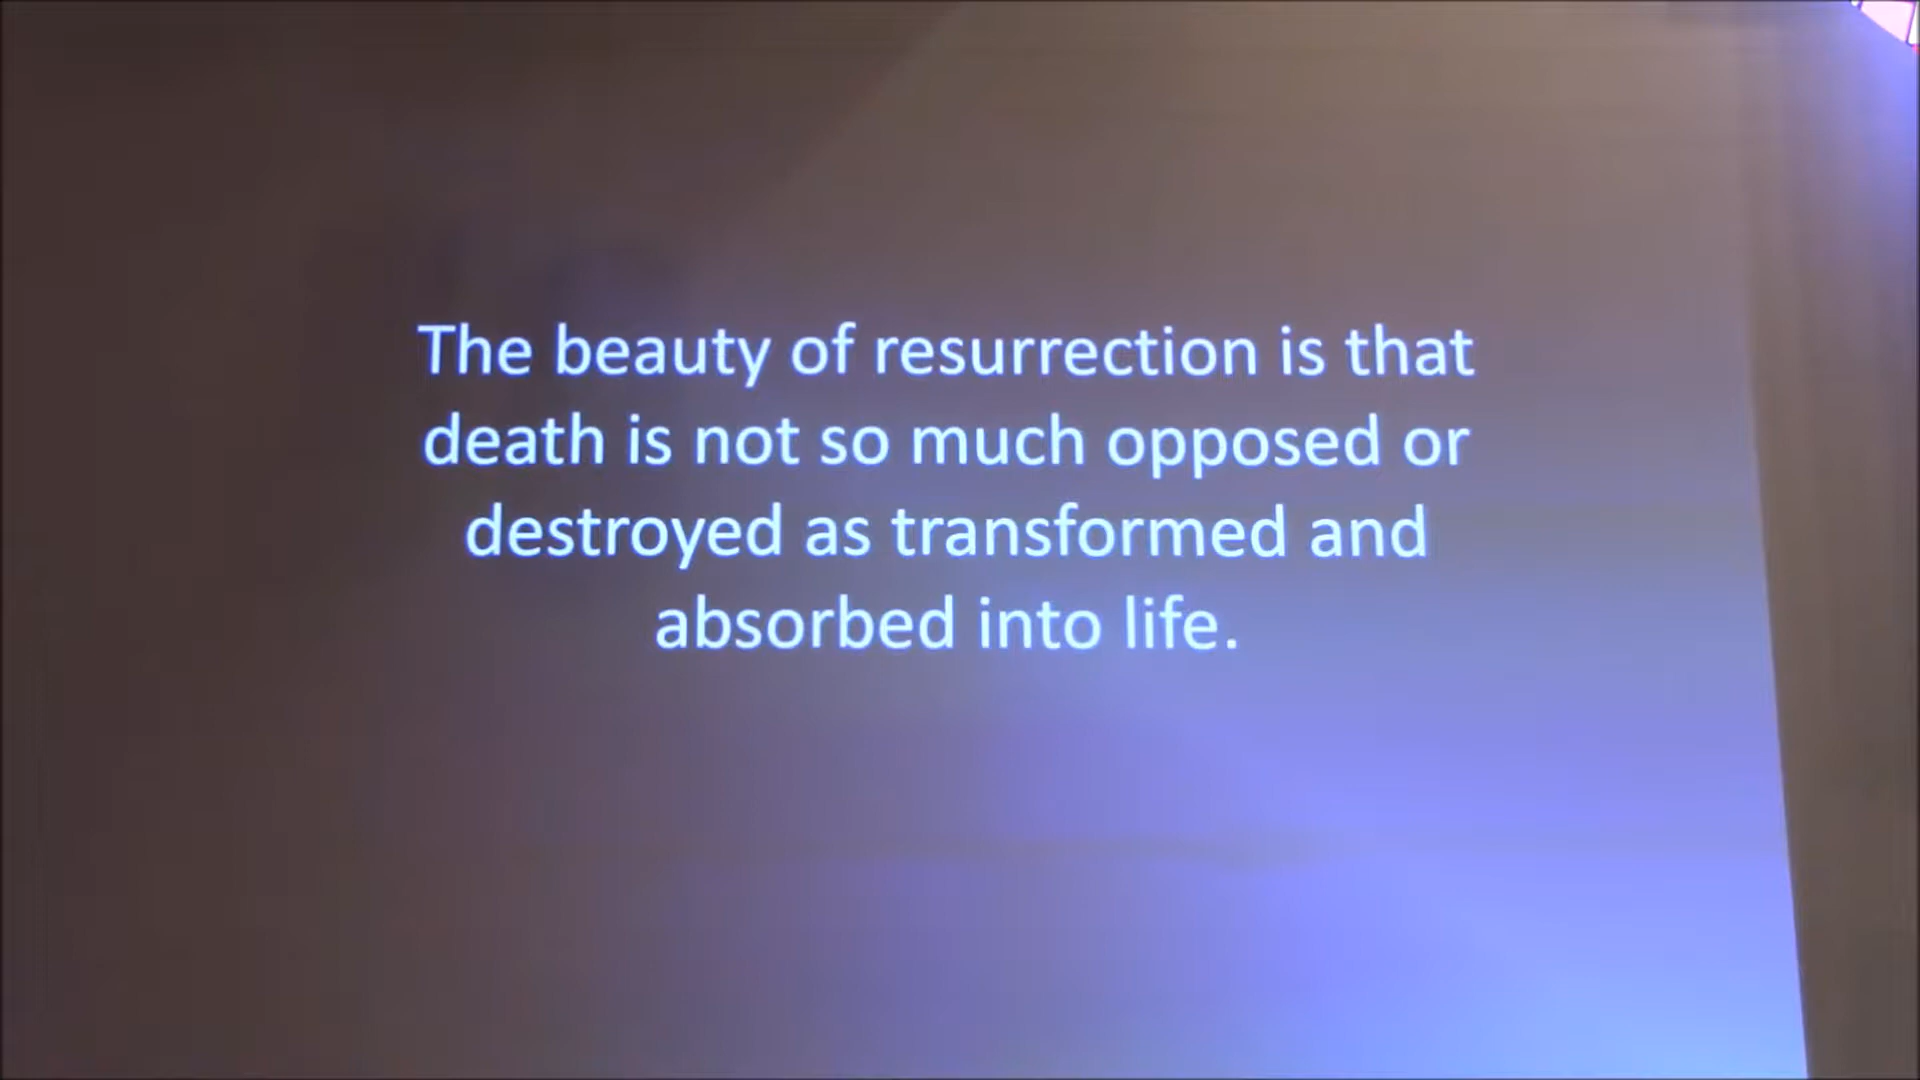 The beauty of resurrection is that
death is not so much opposed or
destroyed as transformed and
absorbed into life.